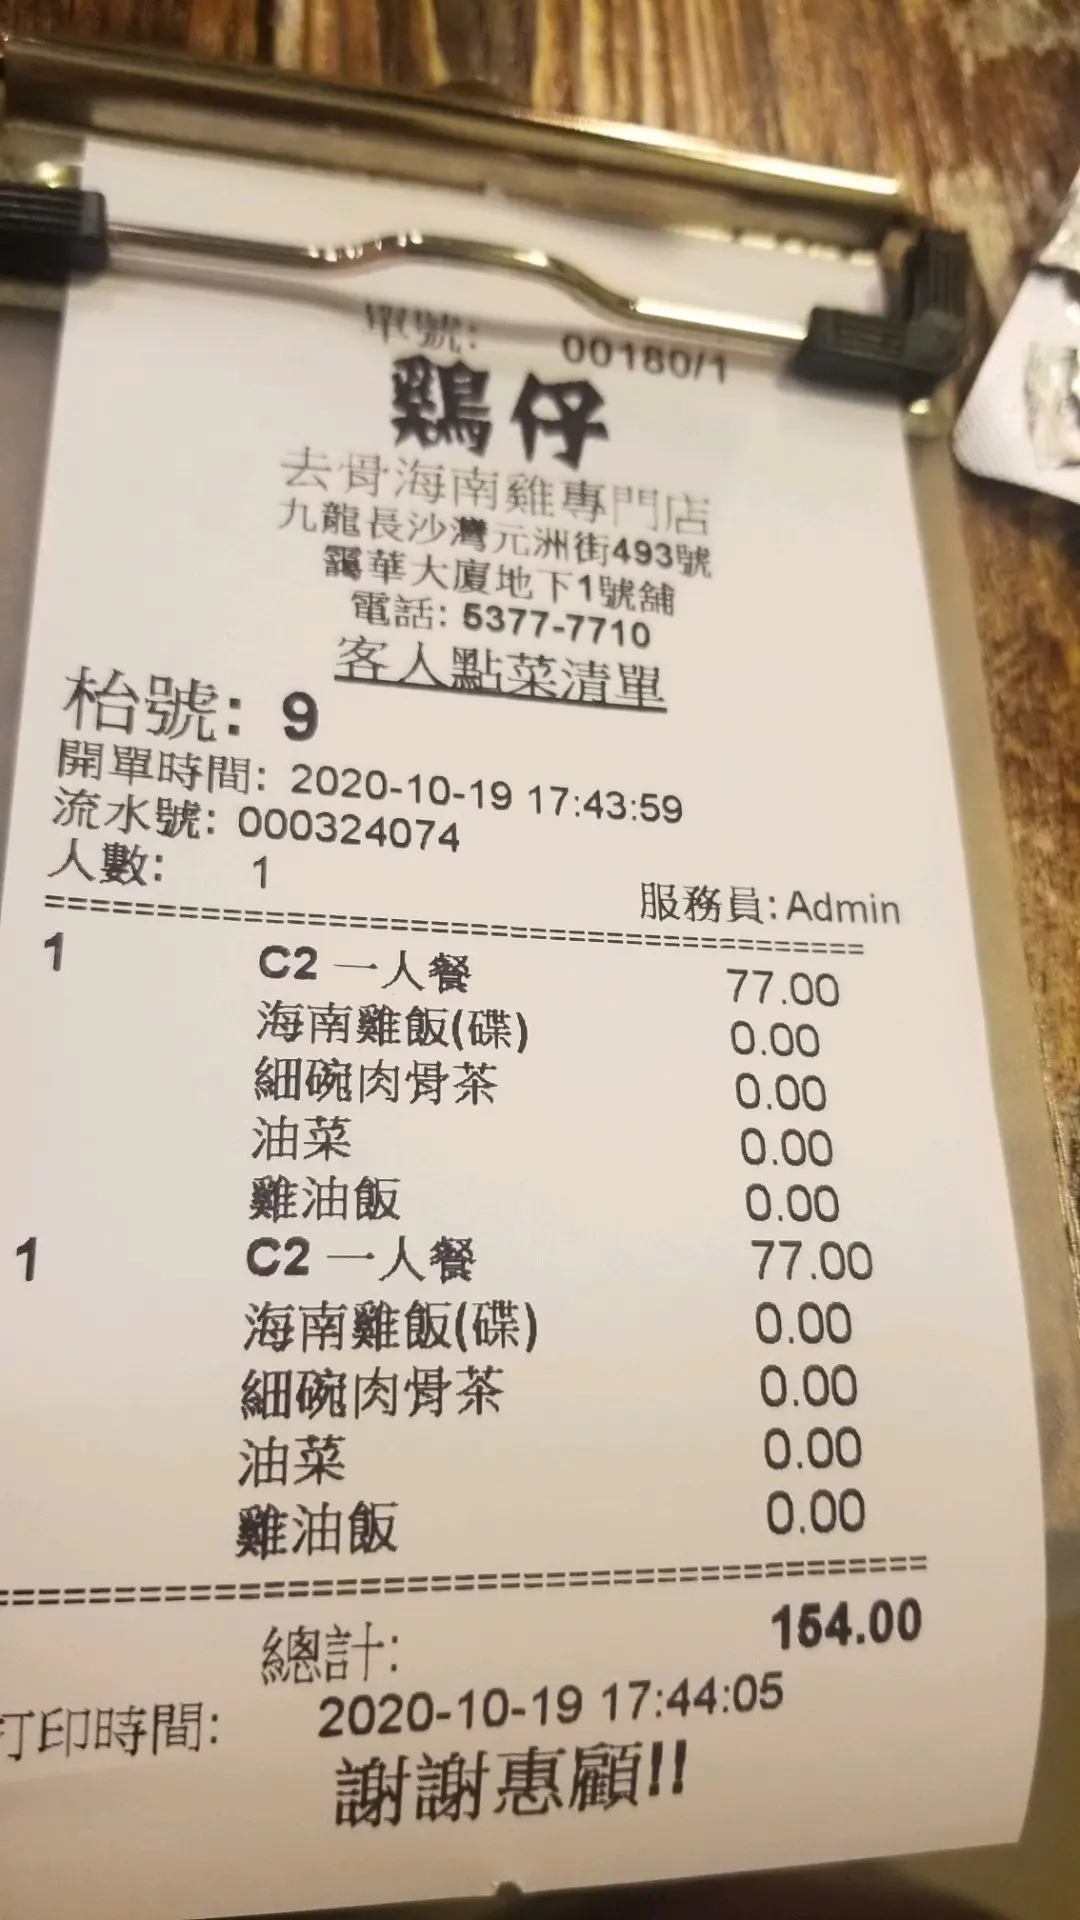 單號: 00180/1
鷄仔
去骨海南雞專門店
九龍長沙灣元洲街493號
靄華大廈地下1號舖
電話: 5377-7710
客人點菜清單
枱號: 9
開單時間: 2020-10-19 17:43:59
流水號: 000324074
人數: 1 服務員: Admin
================================================
1 C2 一人餐 77.00
海南雞飯(碟) 0.00
細碗肉骨茶 0.00
油菜 0.00
雞油飯 0.00
1 C2 一人餐 77.00
海南雞飯(碟) 0.00
細碗肉骨茶 0.00
油菜 0.00
雞油飯 0.00
================================================
總計: 154.00
打印時間: 2020-10-19 17:44:05
謝謝惠顧!!